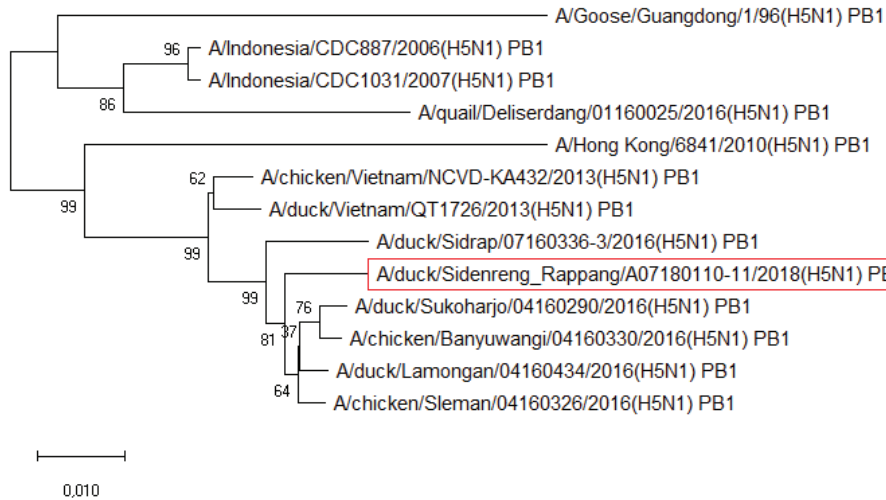 A/Goose/Guangdong/1/96(H5N1) PB1
96
A/Indonesia/CDC887/2006(H5N1) PB1
A/Indonesia/CDC1031/2007(H5N1) PB1
86
A/quail/Deliserdang/01160025/2016(H5N1) PB1
A/Hong Kong/6841/2010(H5N1) PB1
62
A/chicken/Vietnam/NCVD-KA432/2013(H5N1) PB1
99
A/duck/Vietnam/QT1726/2013(H5N1) PB1
99
A/duck/Sidrap/07160336-3/2016(H5N1) PB1
A/duck/Sidenreng_Rappang/A07180110-11/2018(H5N1) PB
99
76
A/duck/Sukoharjo/04160290/2016(H5N1) PB1
81
37
A/chicken/Banyuwangi/04160330/2016(H5N1) PB1
A/duck/Lamongan/04160434/2016(H5N1) PB1
64
A/chicken/Sleman/04160326/2016(H5N1) PB1
0,010